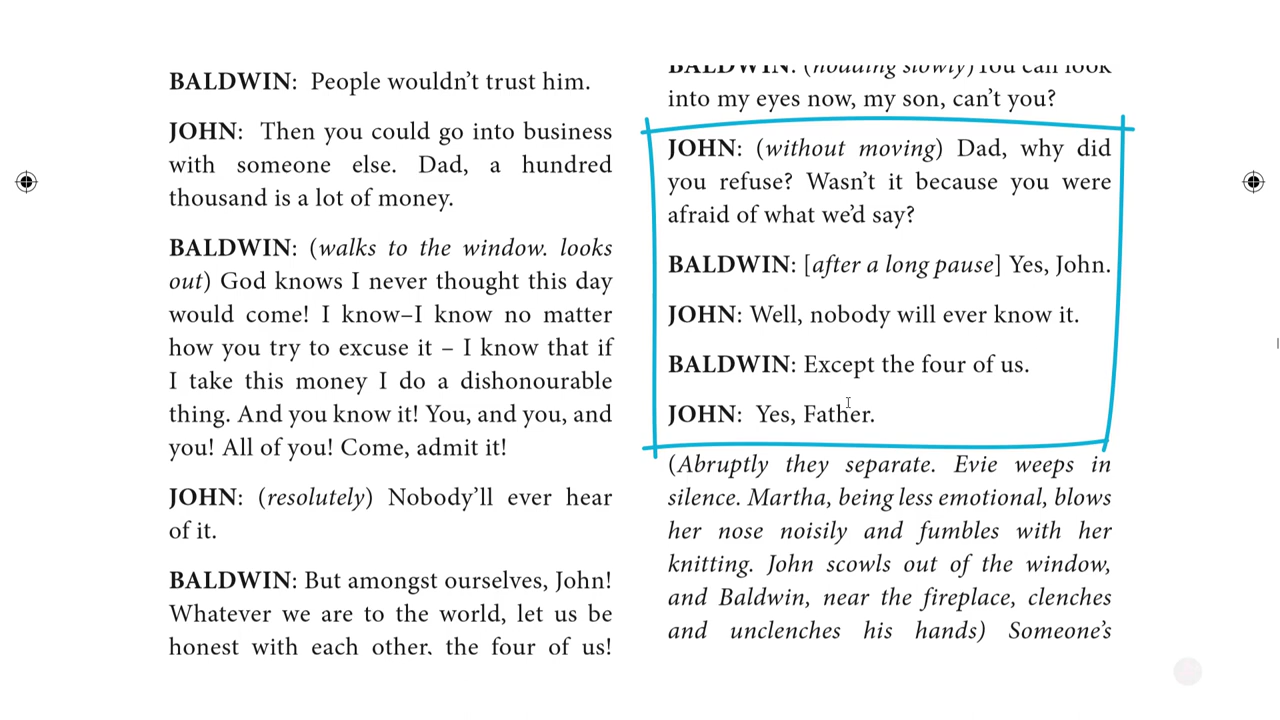 BALDWIN:  People wouldn’t trust him.
JOHN:  Then you could go into business
with someone else. Dad, a hundred
thousand is a lot of money.
BALDWIN: (walks to the window. looks
out) God knows I never thought this day
would come! I know–I know no matter
how you try to excuse it – I know that if
I take this money I do a dishonourable
thing. And you know it! You, and you, and
you! All of you! Come, admit it!
JOHN: (resolutely) Nobody’ll ever hear
of it.
BALDWIN: But amongst ourselves, John!
Whatever we are to the world, let us be
honest with each other, the four of us!
BALDWIN: (nodding slowly) You can look
into my eyes now, my son, can’t you?
JOHN: (without moving) Dad, why did
you refuse? Wasn’t it because you were
afraid of what we’d say?
BALDWIN: [after a long pause] Yes, John.
JOHN: Well, nobody will ever know it.
BALDWIN: Except the four of us.
JOHN:  Yes, Father.
(Abruptly they separate. Evie weeps in
silence. Martha, being less emotional, blows
her nose noisily and fumbles with her
knitting. John scowls out of the window,
and Baldwin, near the fireplace, clenches
and unclenches his hands) Someone’s